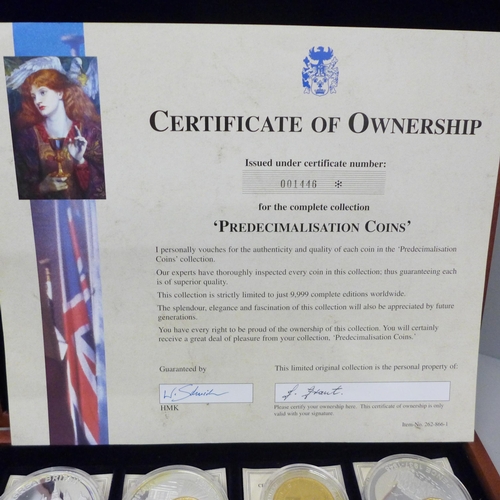 CERTIFICATE OF OWNERSHIP
Issued under certificate number:
001446 *
for the complete collection
'PREDECIMALISATION COINS'
I personally vouches for the authenticity and quality of each coin in the 'Predecimalisation
Coins' collection.
Our experts have thoroughly inspected every coin in this collection; thus guaranteeing each
is of superior quality.
This collection is strictly limited to just 9,999 complete editions worldwide.
The splendour, elegance and fascination of this collection will also be appreciated by future
generations.
You have every right to be proud of the ownership of this collection. You will certainly
receive a great deal of pleasure from your collection, 'Predecimalisation Coins.'
Guaranteed by
This limited original collection is the personal property of:
HMK
Please certify your ownership here. This certificate of ownership is only
valid with your signature.
Item-No. 262-866-1